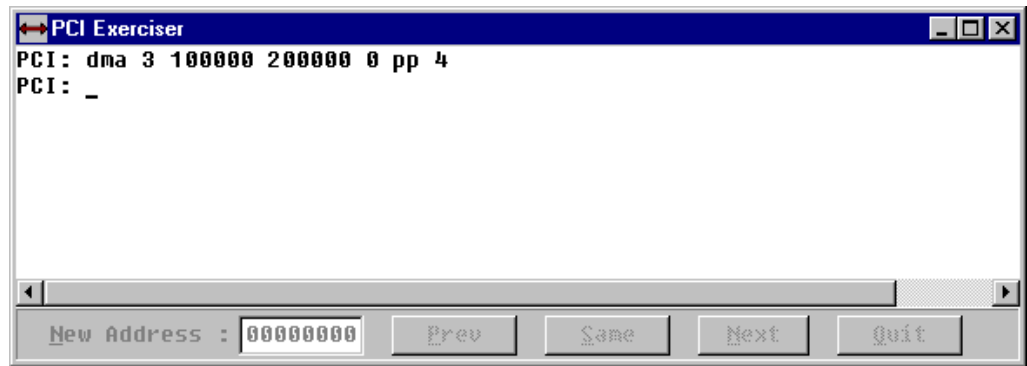 PCI Exerciser
PCI: dma 3 100000 200000 0 pp 4
PCI: _
New Address : 00000000 Prev Same Next Quit